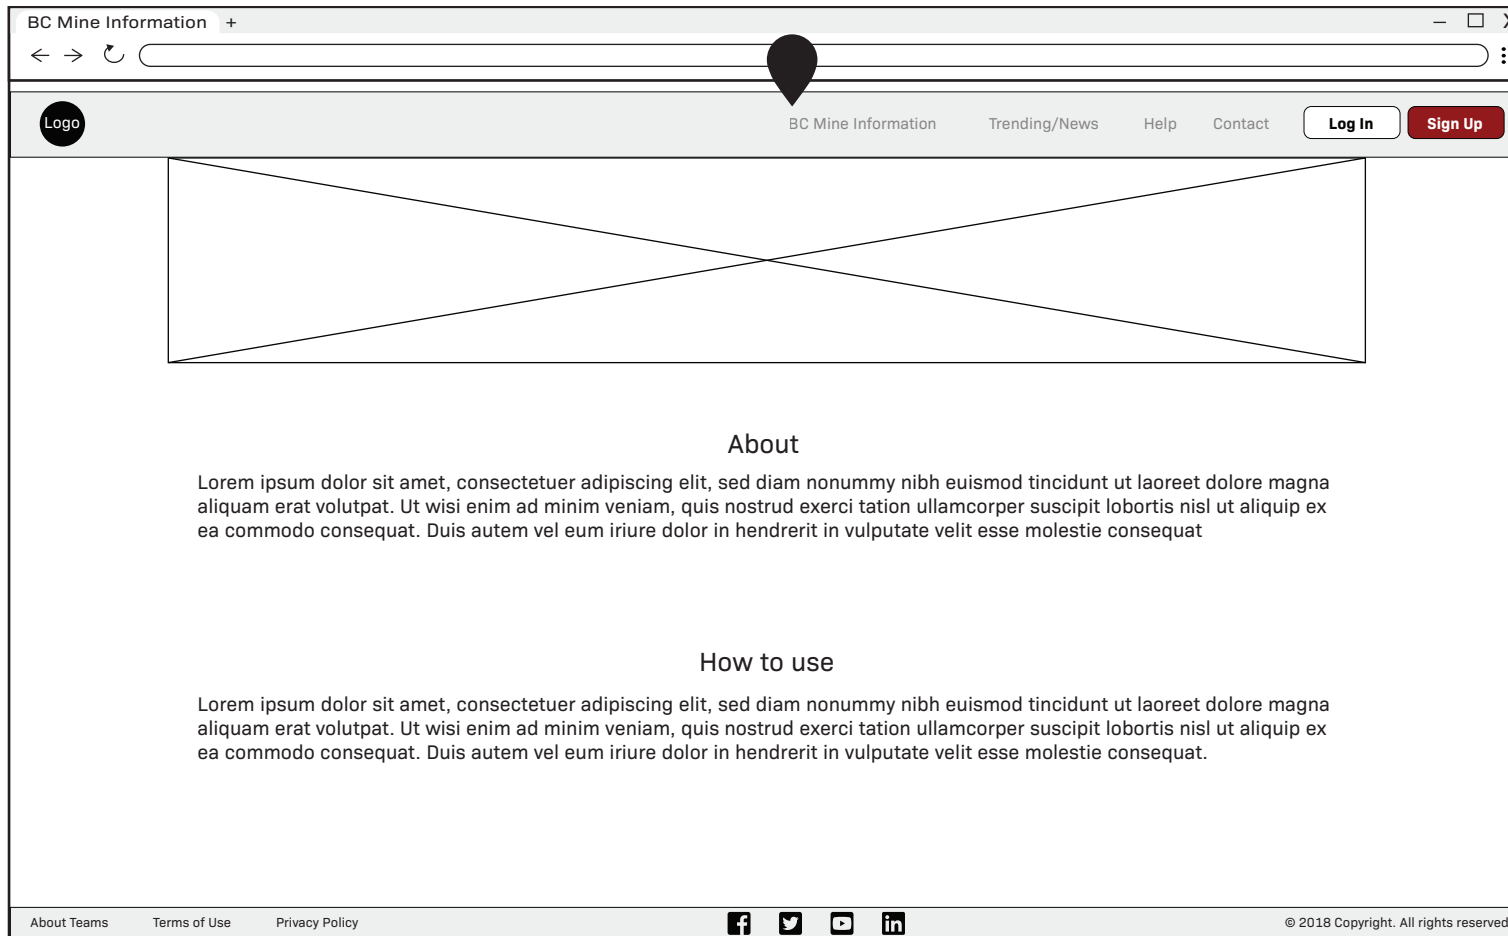 BC Mine Information +
X
Logo
BC Mine Information
Trending/News
Help
Contact
Log In
Sign Up
About
Lorem ipsum dolor sit amet, consectetuer adipiscing elit, sed diam nonummy nibh euismod tincidunt ut laoreet dolore magna
aliquam erat volutpat. Ut wisi enim ad minim veniam, quis nostrud exerci tation ullamcorper suscipit lobortis nisl ut aliquip ex
ea commodo consequat. Duis autem vel eum iriure dolor in hendrerit in vulputate velit esse molestie consequat
How to use
Lorem ipsum dolor sit amet, consectetuer adipiscing elit, sed diam nonummy nibh euismod tincidunt ut laoreet dolore magna
aliquam erat volutpat. Ut wisi enim ad minim veniam, quis nostrud exerci tation ullamcorper suscipit lobortis nisl ut aliquip ex
ea commodo consequat. Duis autem vel eum iriure dolor in hendrerit in vulputate velit esse molestie consequat.
About Teams
Terms of Use
Privacy Policy
© 2018 Copyright. All rights reserved